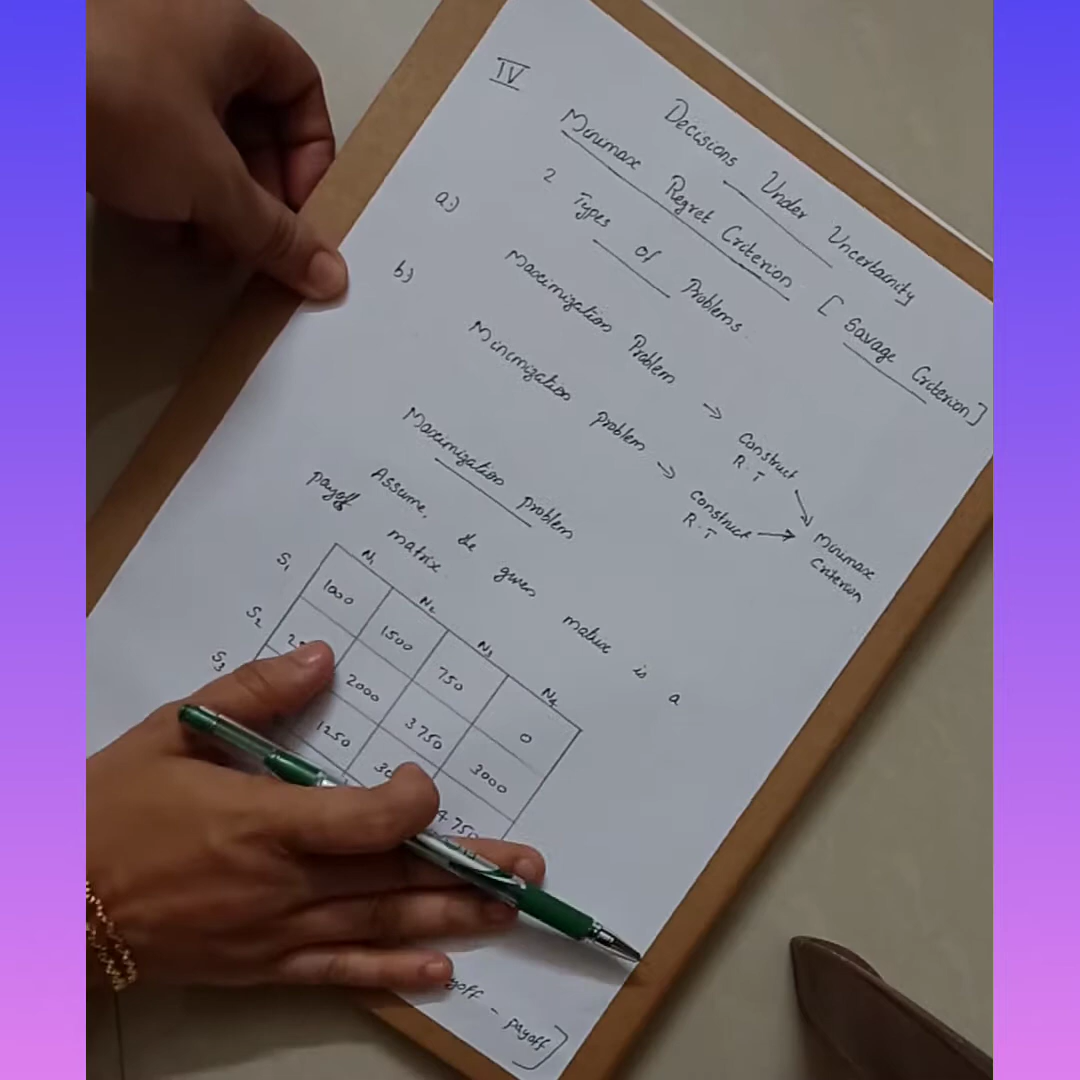 Decisions Under Uncertainity
IV Minimax Regret Criterion [Savage Criterion]
2 Types of Problems.
a.) Maximization Problem → Construct R.T
b) Minimization problem → Construct R.T → Minimax Criterion
Maximization problem
Assume, the given matrix is a
payoff matrix
N₁ N₂ N₃ N₄
S₁ 1000 1500 750 0
S₂ 2000 3750 3000
S₃ 1250 4750
- payoff]